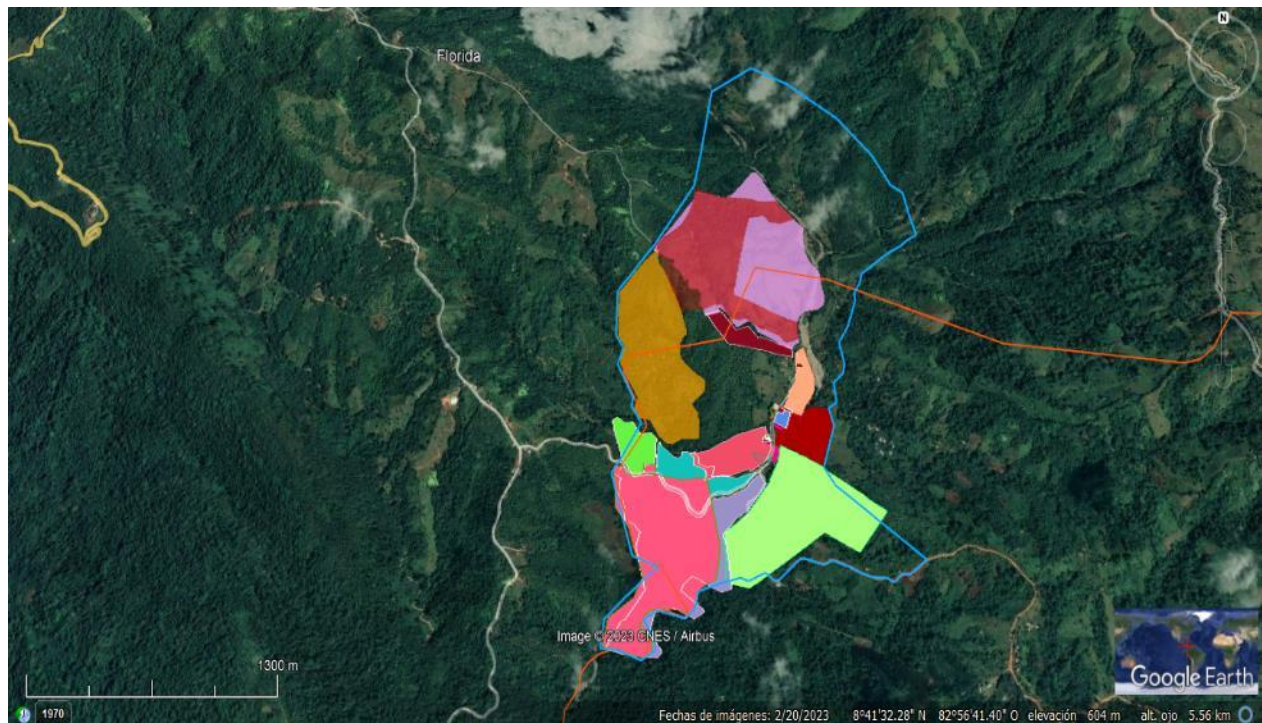 N
Florida
Image © 2023 CNES / Airbus
1300 m
Google Earth
1970
Fechas de imágenes: 2/20/2023 8°41'32.28" N 82°56'41.40" O elevación 604 m alt. ojo 5.56 km